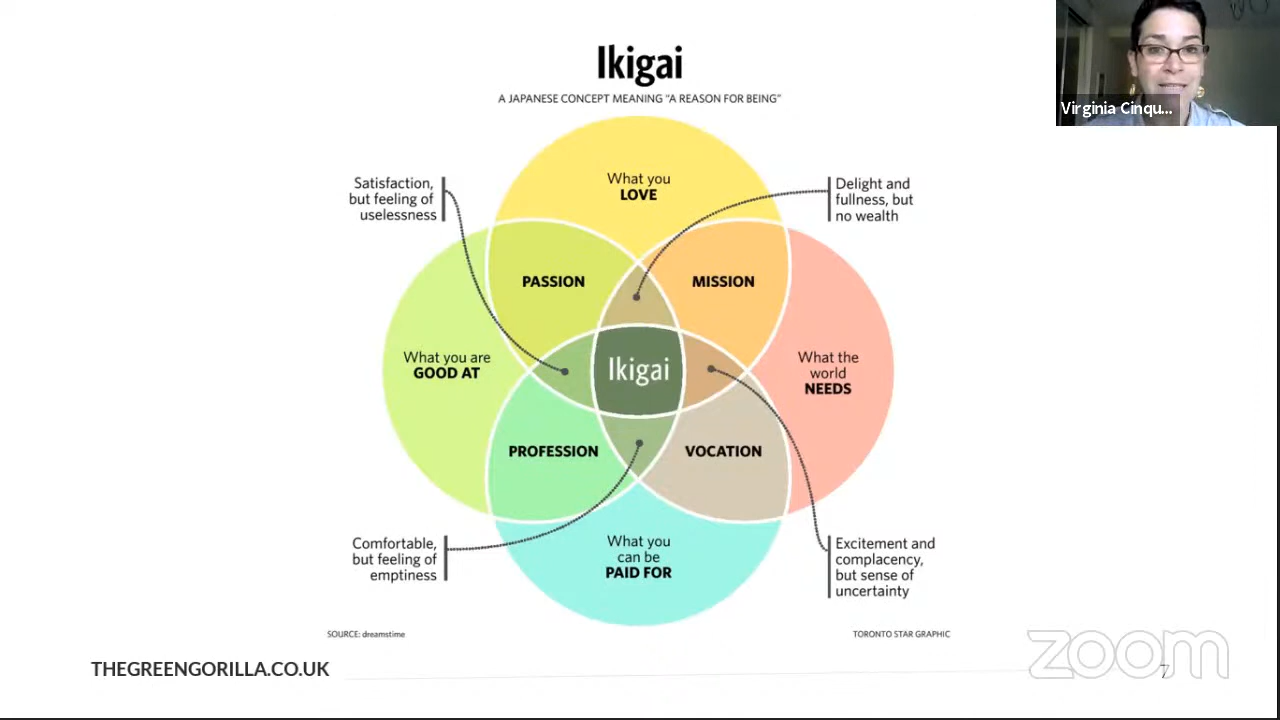 Ikigai
A JAPANESE CONCEPT MEANING "A REASON FOR BEING"
Virginia Cinqu...
What you
LOVE
Satisfaction,
but feeling of
uselessness
Delight and
fullness, but
no wealth
PASSION
MISSION
What you are
GOOD AT
Ikigai
What the
world
NEEDS
PROFESSION
VOCATION
What you
can be
PAID FOR
Comfortable,
but feeling of
emptiness
Excitement and
complacency,
but sense of
uncertainty
SOURCE: dreamstime
TORONTO STAR GRAPHIC
THEGREENGORILLA.CO.UK
zoom
7